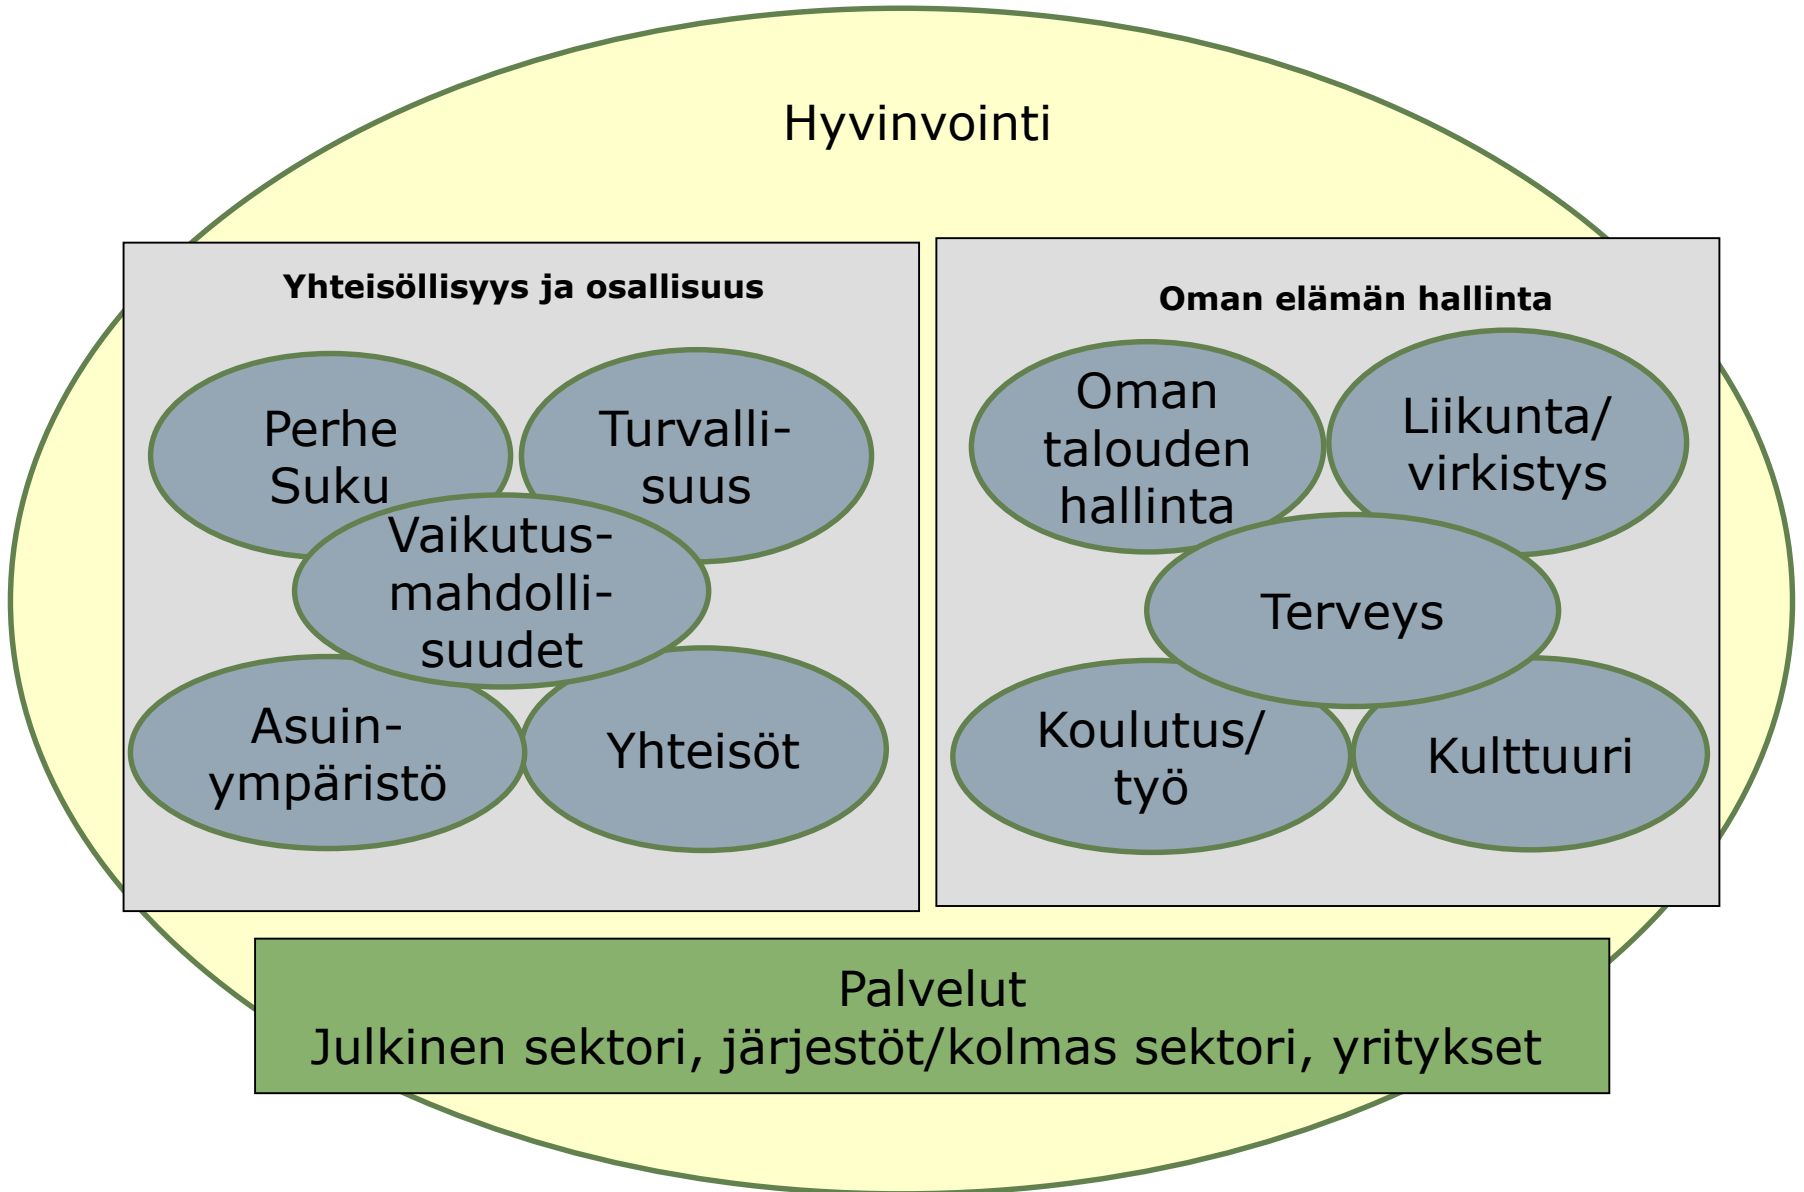 Hyvinvointi
Yhteisöllisyys ja osallisuus
Perhe
Suku
Turvalli-
suus
Vaikutus-
mahdolli-
suudet
Asuin-
ympäristö
Yhteisöt
Oman elämän hallinta
Oman
talouden
hallinta
Liikunta/
virkistys
Terveys
Koulutus/
työ
Kulttuuri
Palvelut
Julkinen sektori, järjestöt/kolmas sektori, yritykset